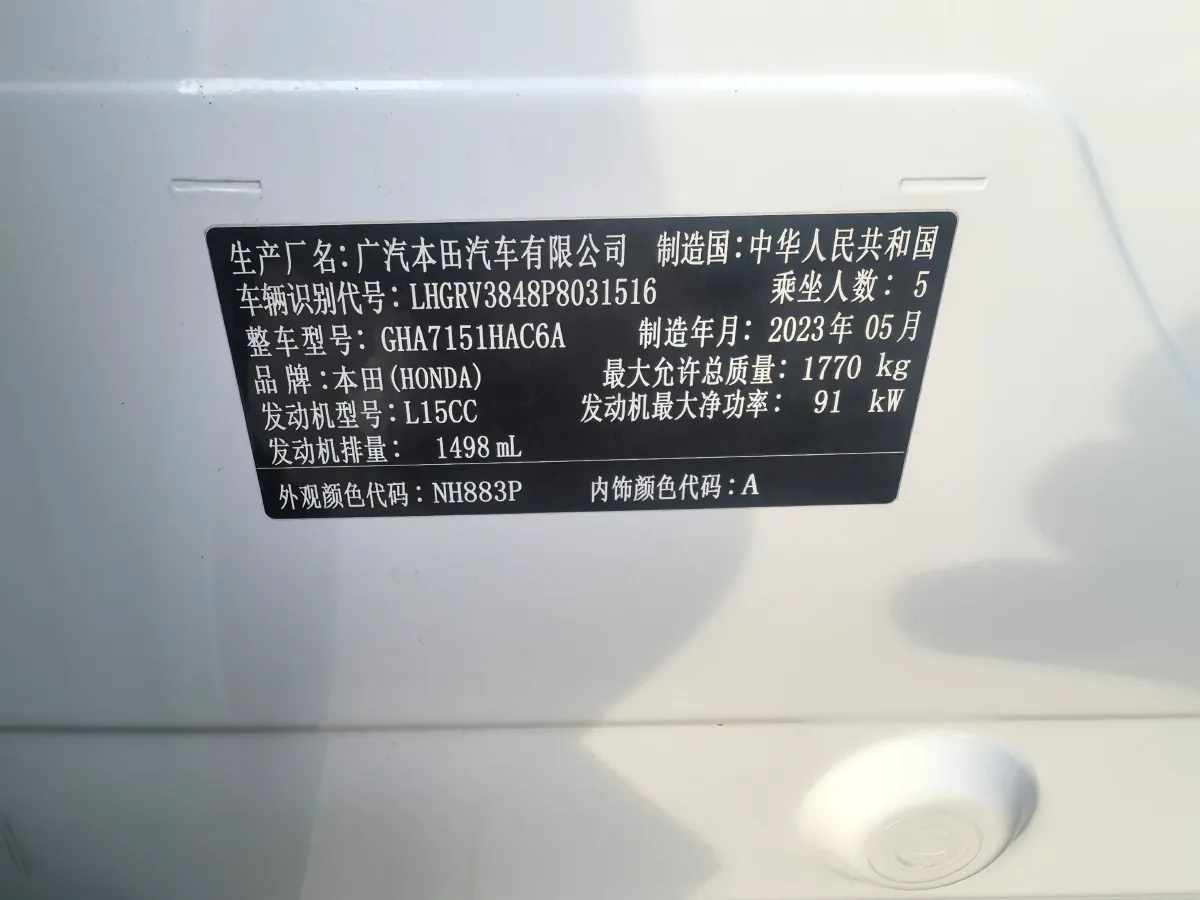 生产厂名：广汽本田汽车有限公司 制造国：中华人民共和国
车辆识别代号：LHGRV3848P8031516 乘坐人数：5
整车型号：GHA7151HAC6A 制造年月：2023年 05月
品牌：本田(HONDA) 最大允许总质量：1770 kg
发动机型号：L15CC 发动机最大净功率：91 kW
发动机排量：1498 mL
外观颜色代码：NH883P 内饰颜色代码：A